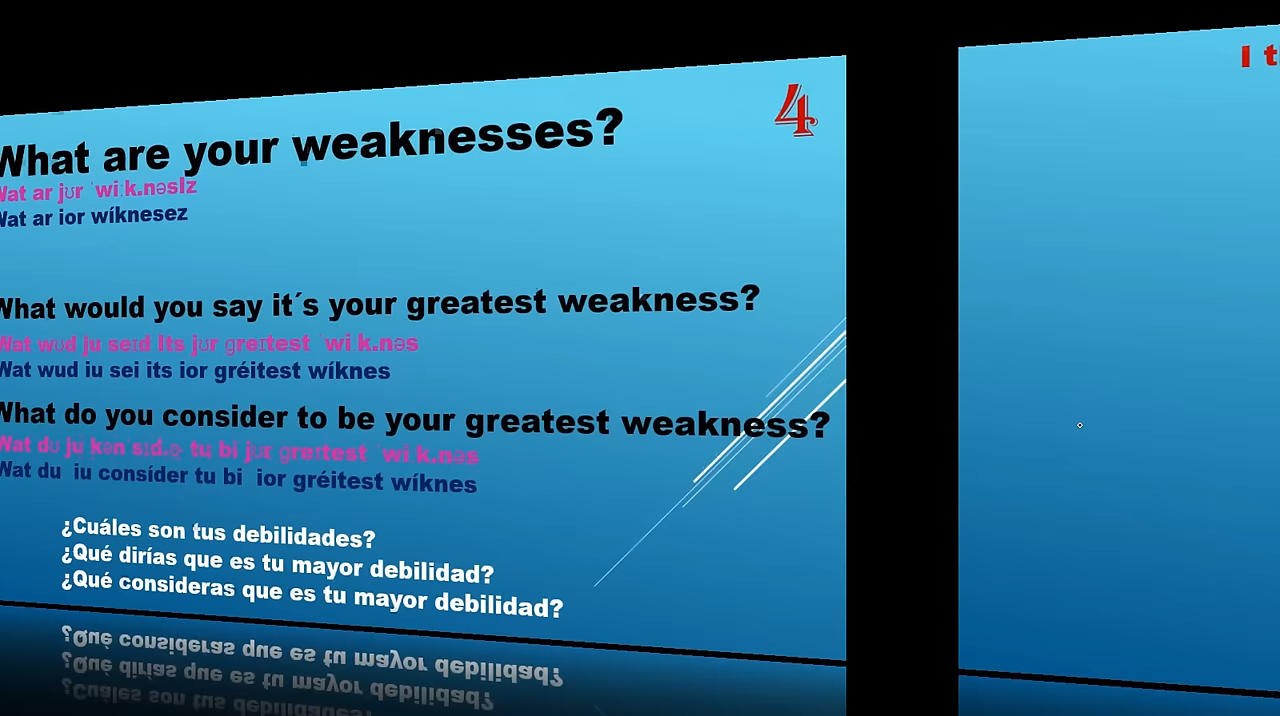 4
What are your weaknesses?
Wat ar jʊr ˈwiːk.nəsIz
Wat ar ior wíknesez
What would you say it´s your greatest weakness?
Wat wʊd ju seɪd Its jʊr greɪtest ˈwiːk.nəs
Wat wud iu sei its ior gréitest wíknes
What do you consider to be your greatest weakness?
Wat dʊ ju kənˈsɪd.ɚ tu bi jʊr greɪtest ˈwiːk.nəs
Wat du iu consíder tu bi ior gréitest wíknes
¿Cuáles son tus debilidades?
¿Qué dirías que es tu mayor debilidad?
¿Qué consideras que es tu mayor debilidad?
I